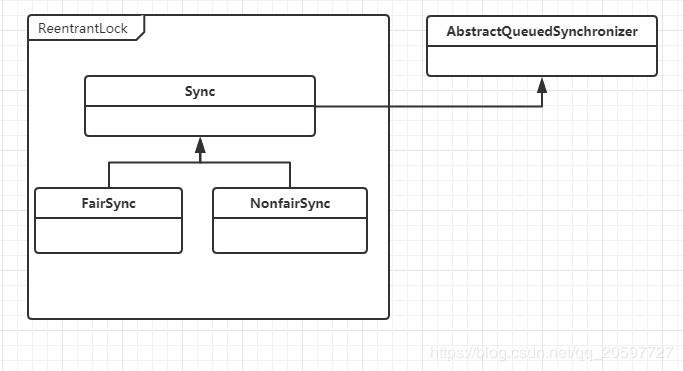 ReentrantLock
AbstractQueuedSynchronizer
Sync
FairSync
NonfairSync
https://blog.csdn.net/qq_20597727